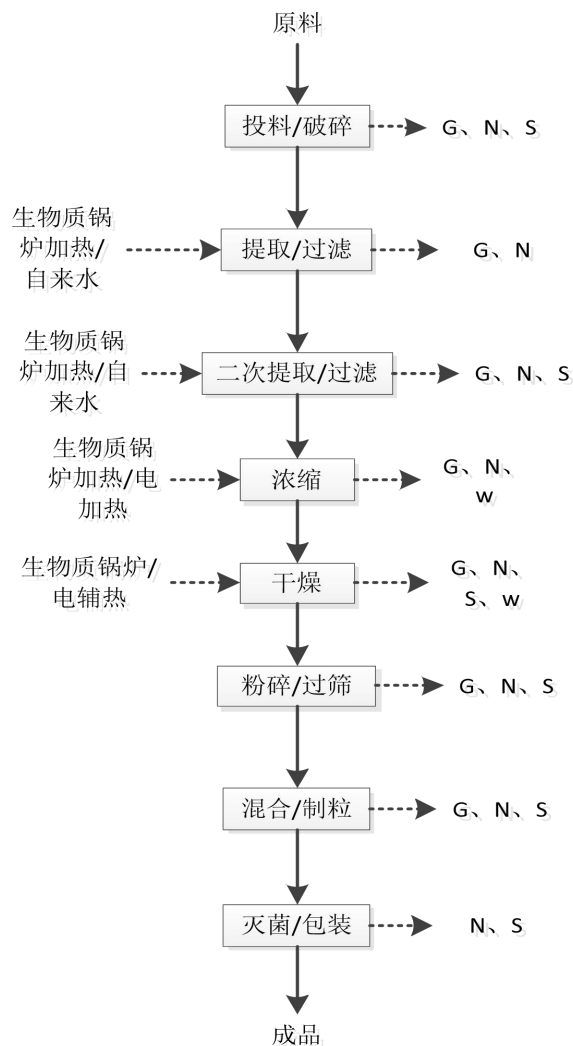 原料
投料/破碎
G、N、S
生物质锅
炉加热/
自来水
提取/过滤
G、N
生物质锅
炉加热/自
来水
二次提取/过滤
G、N、S
生物质锅
炉加热/电
加热
浓缩
G、N、
w
生物质锅炉/
电辅热
干燥
G、N、
S、w
粉碎/过筛
G、N、S
混合/制粒
G、N、S
灭菌/包装
N、S
成品